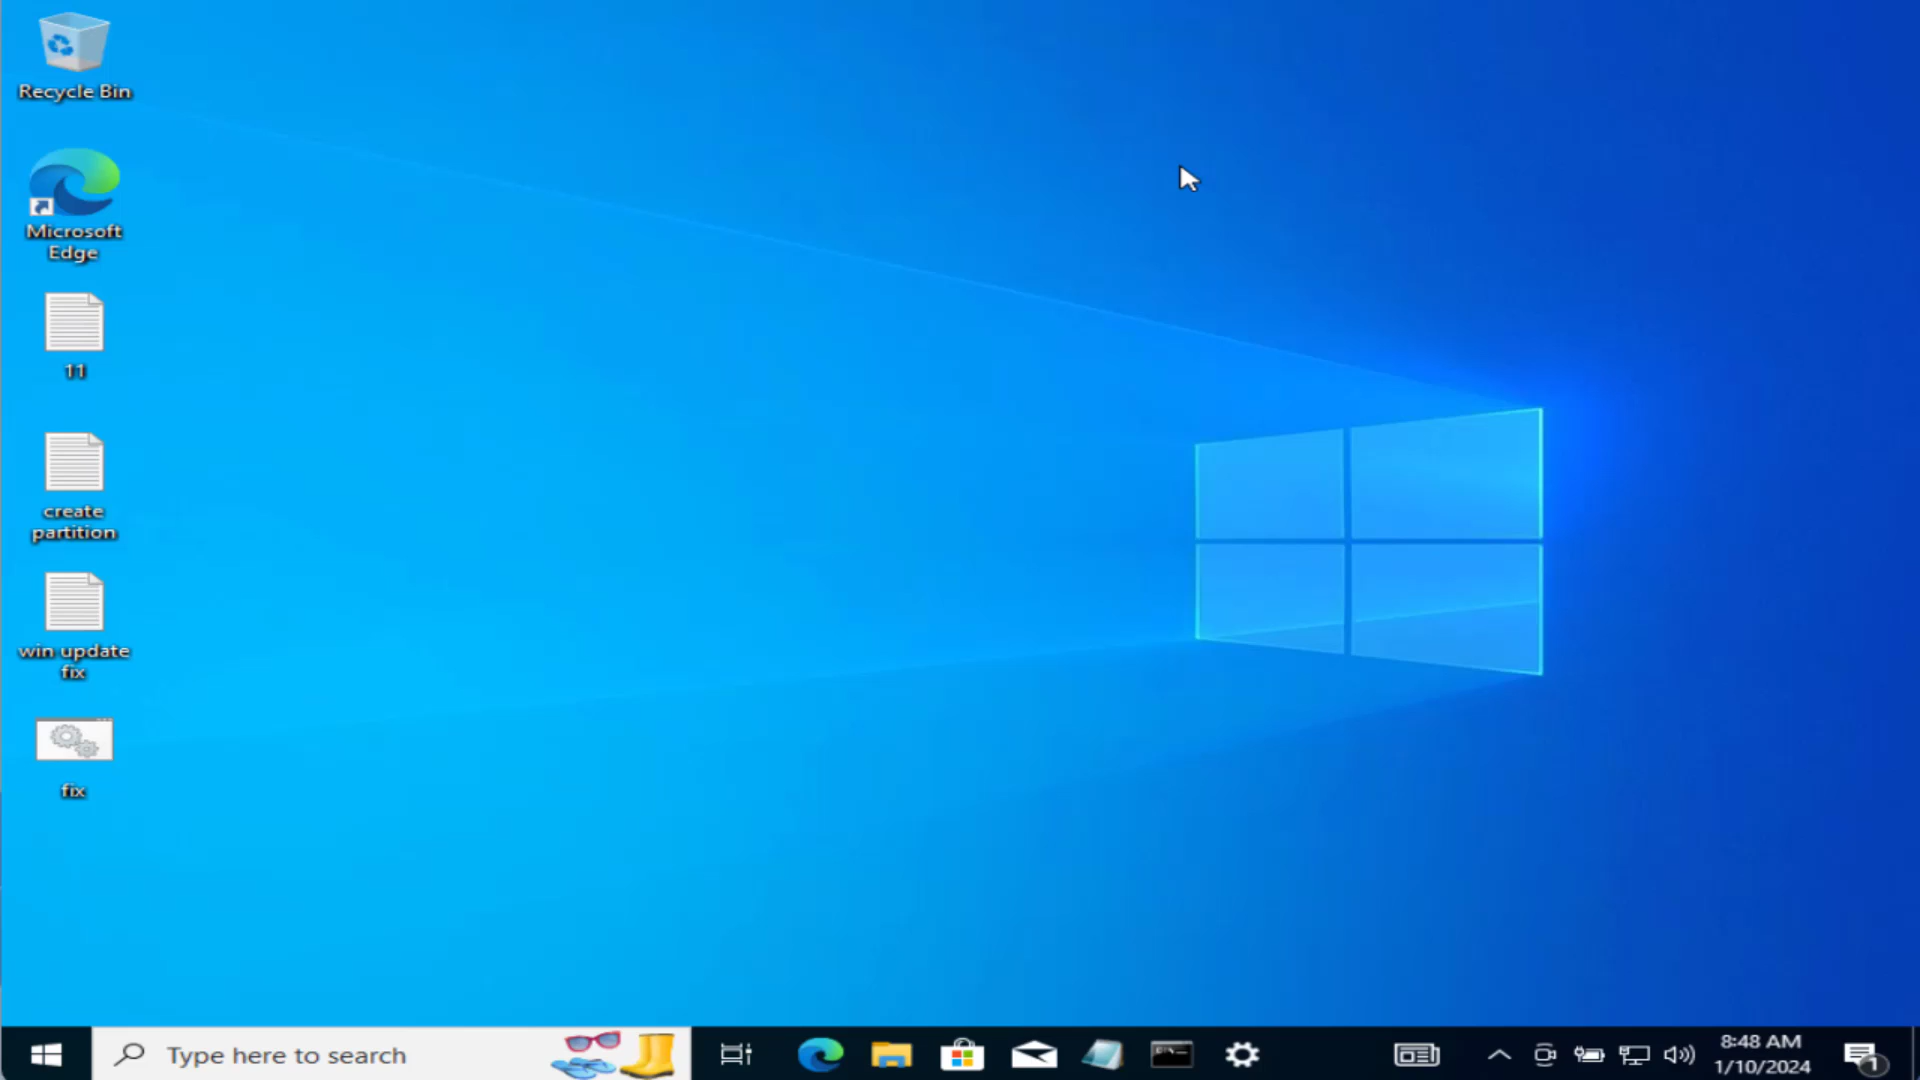 Recycle Bin
Microsoft
Edge
11
create
partition
win update
fix
fix
Type here to search
8:48 AM
1/10/2024
1